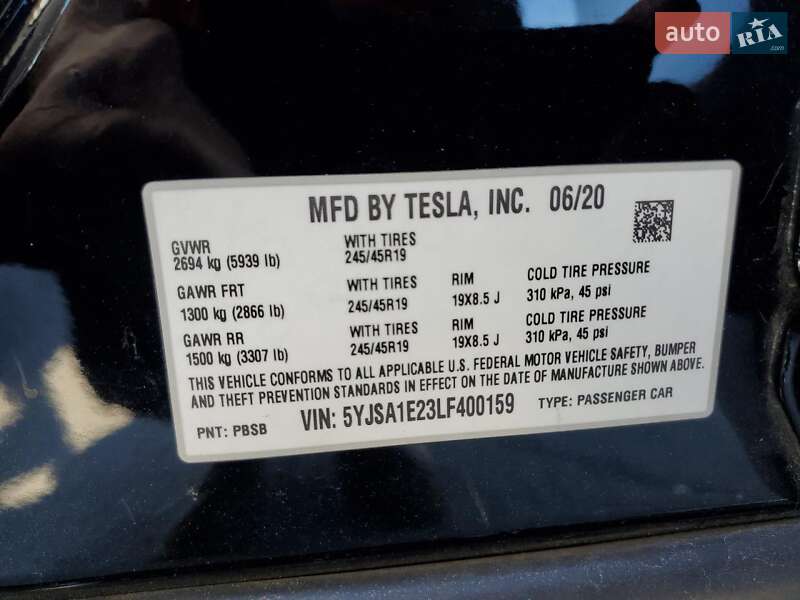 auto RIA .com
MFD BY TESLA, INC. 06/20
GVWR
2694 kg (5939 lb)
WITH TIRES
245/45R19
GAWR FRT
1300 kg (2866 lb)
WITH TIRES
245/45R19
RIM
19X8.5 J
COLD TIRE PRESSURE
310 kPa, 45 psi
GAWR RR
1500 kg (3307 lb)
WITH TIRES
245/45R19
RIM
19X8.5 J
COLD TIRE PRESSURE
310 kPa, 45 psi
THIS VEHICLE CONFORMS TO ALL APPLICABLE U.S. FEDERAL MOTOR VEHICLE SAFETY, BUMPER
AND THEFT PREVENTION STANDARDS IN EFFECT ON THE DATE OF MANUFACTURE SHOWN ABOVE.
PNT: PBSB VIN: 5YJSA1E23LF400159 TYPE: PASSENGER CAR